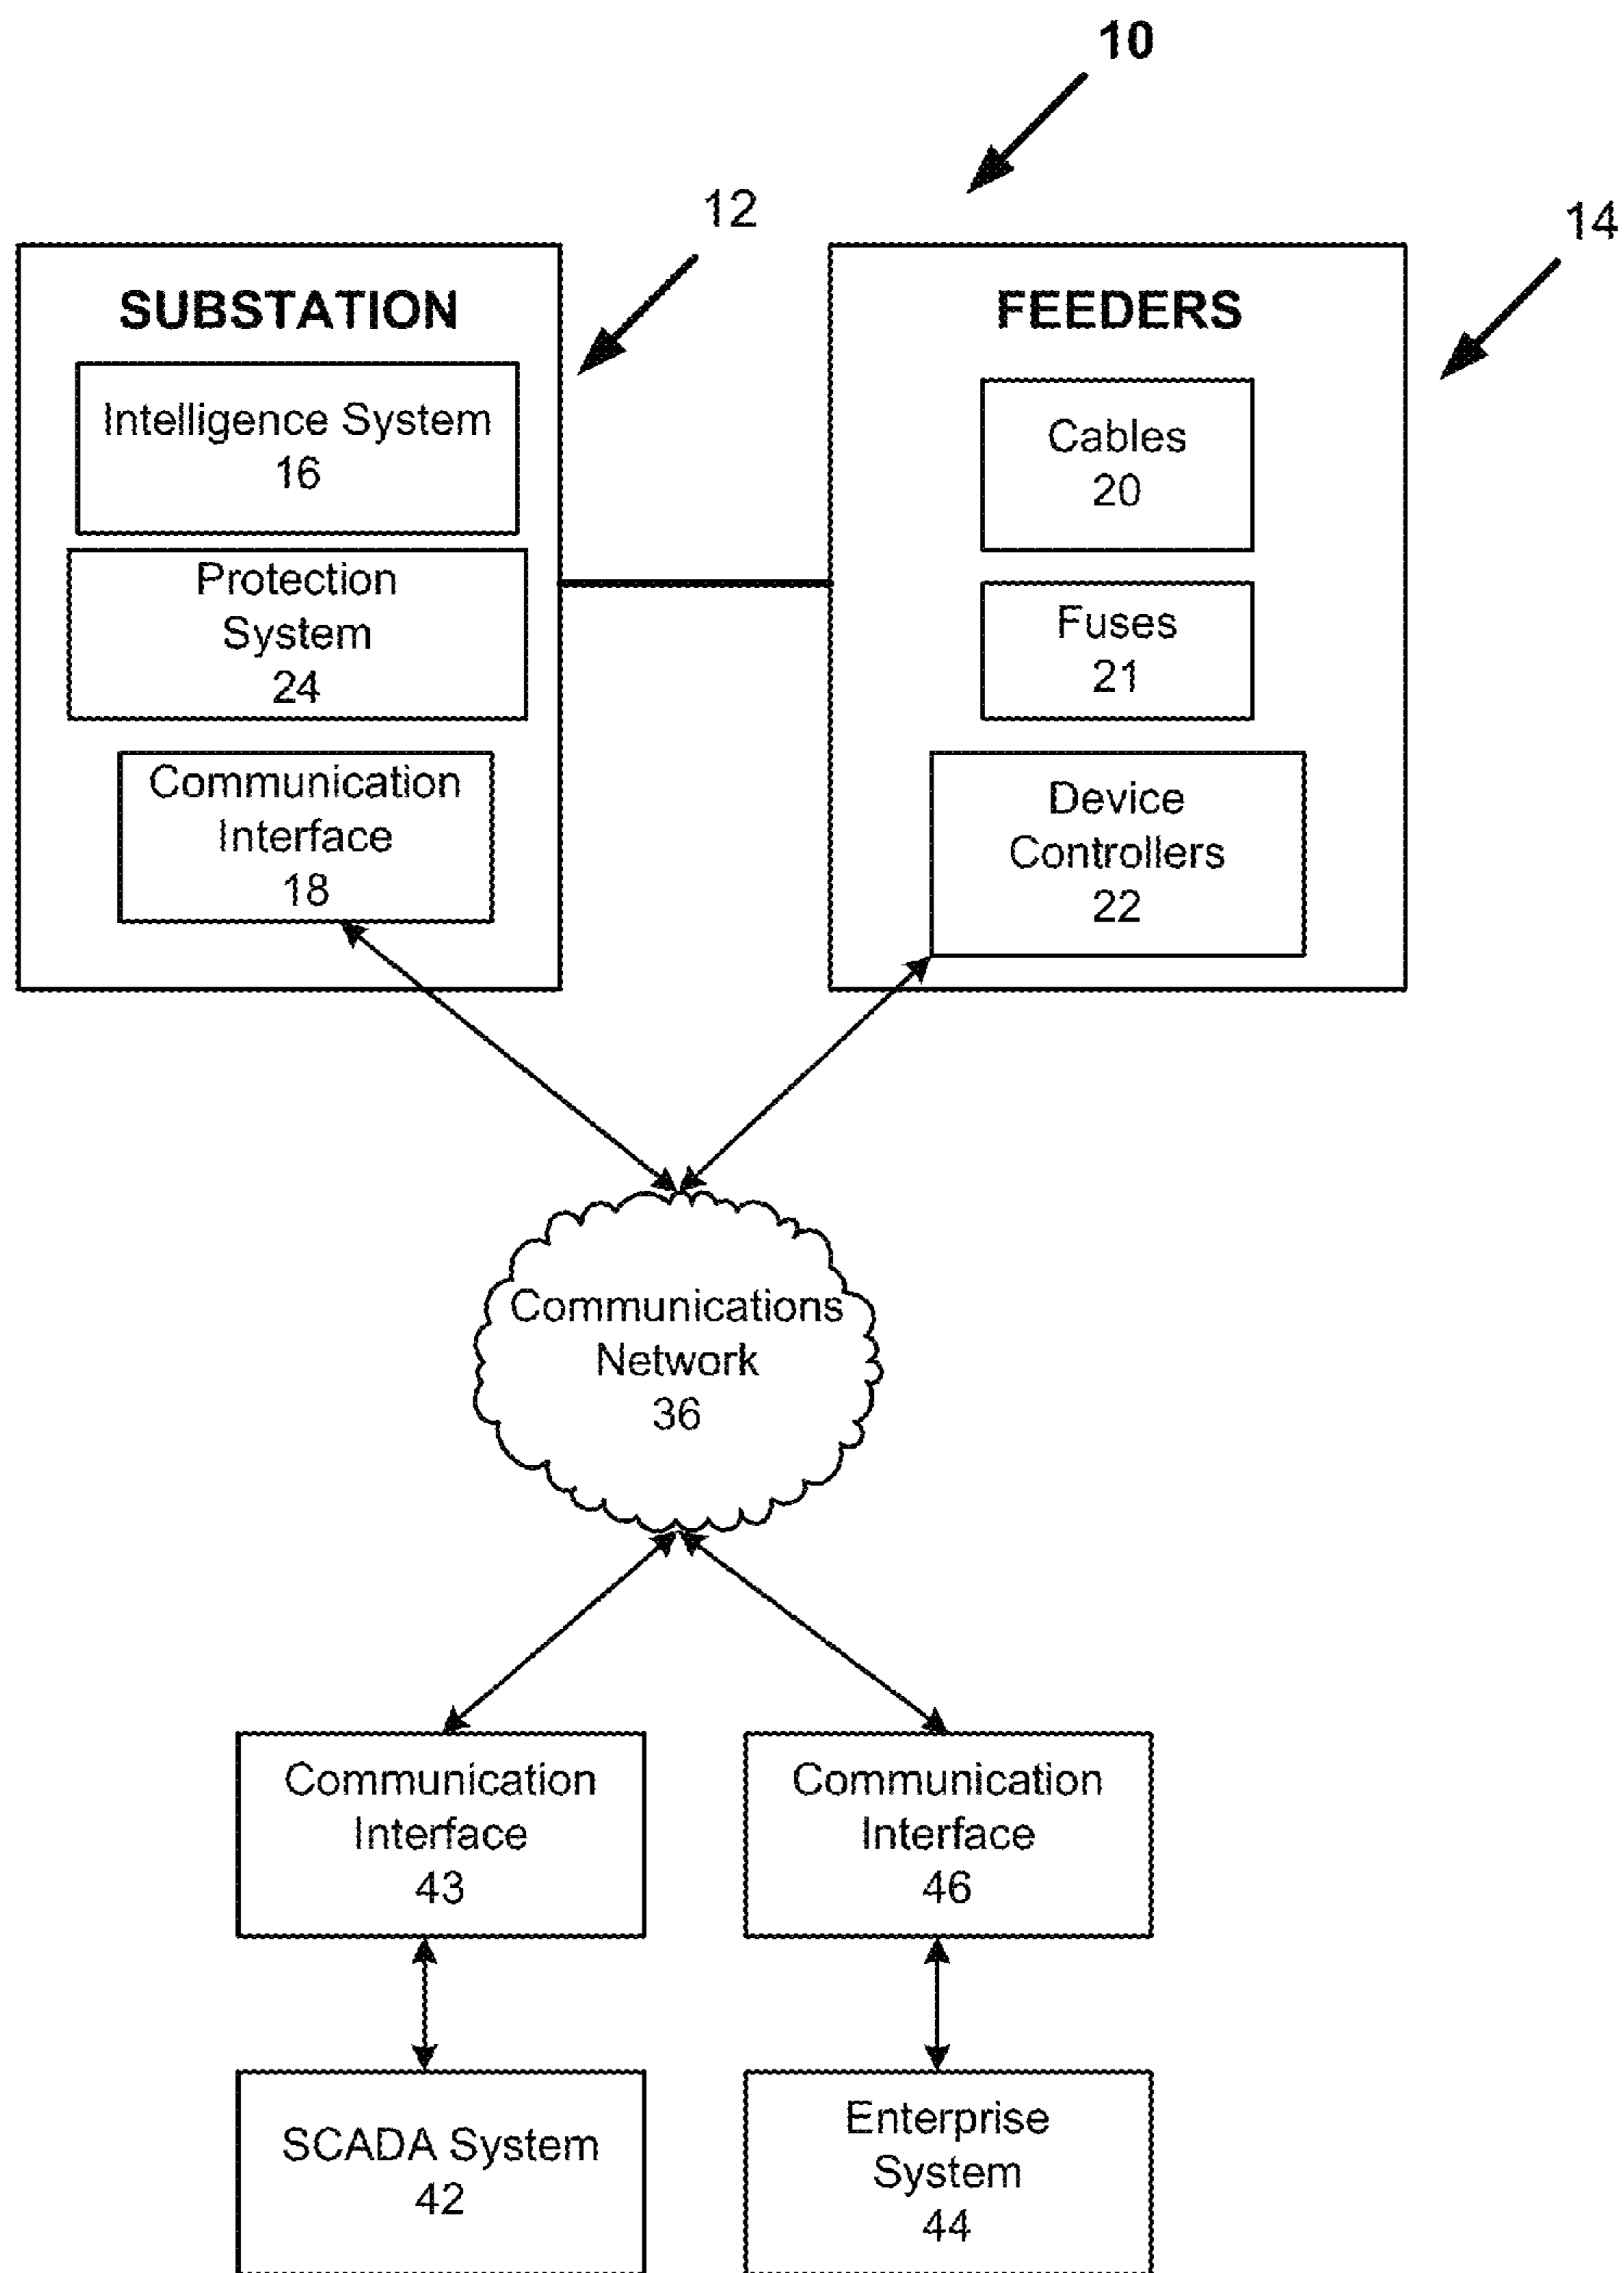 10
12
14
SUBSTATION
Intelligence System
16
Protection
System
24
Communication
Interface
18
FEEDERS
Cables
20
Fuses
21
Device
Controllers
22
Communications
Network
36
Communication
Interface
43
Communication
Interface
46
SCADA System
42
Enterprise
System
44